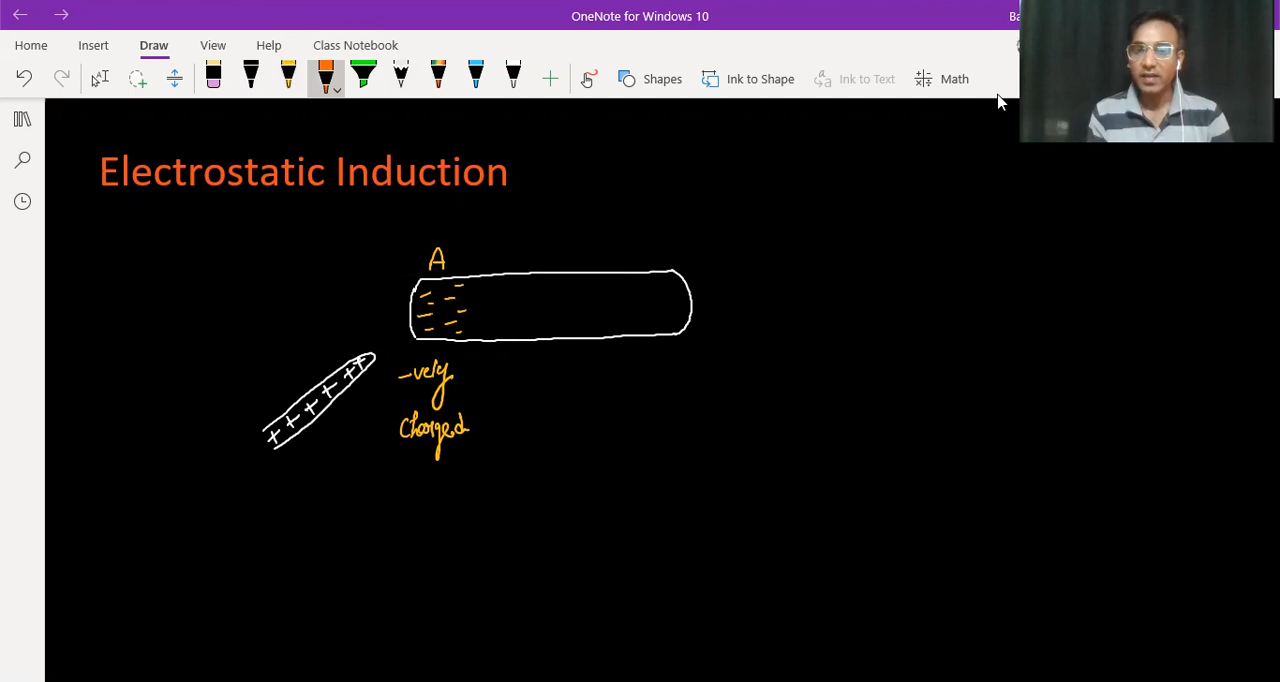 OneNote for Windows 10
Ba
Home Insert Draw View Help Class Notebook
Shapes Ink to Shape Ink to Text Math
Electrostatic Induction
A
- - - - - - - - - -
+ + + + + +
-vely
Charged